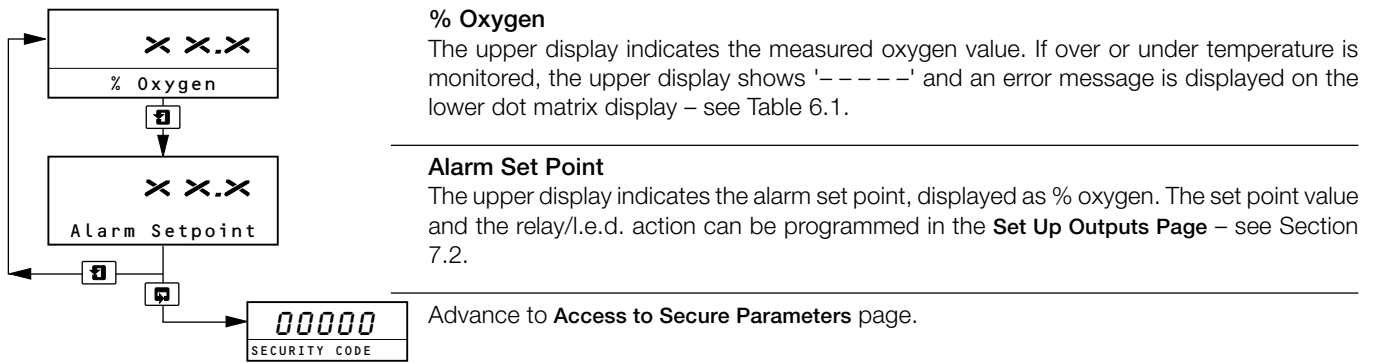 ××.×
% Oxygen
% Oxygen
The upper display indicates the measured oxygen value. If over or under temperature is
monitored, the upper display shows '– – – – –' and an error message is displayed on the
lower dot matrix display – see Table 6.1.
××.×
Alarm Setpoint
Alarm Set Point
The upper display indicates the alarm set point, displayed as % oxygen. The set point value
and the relay/l.e.d. action can be programmed in the Set Up Outputs Page – see Section
7.2.
00000
SECURITY CODE
Advance to Access to Secure Parameters page.